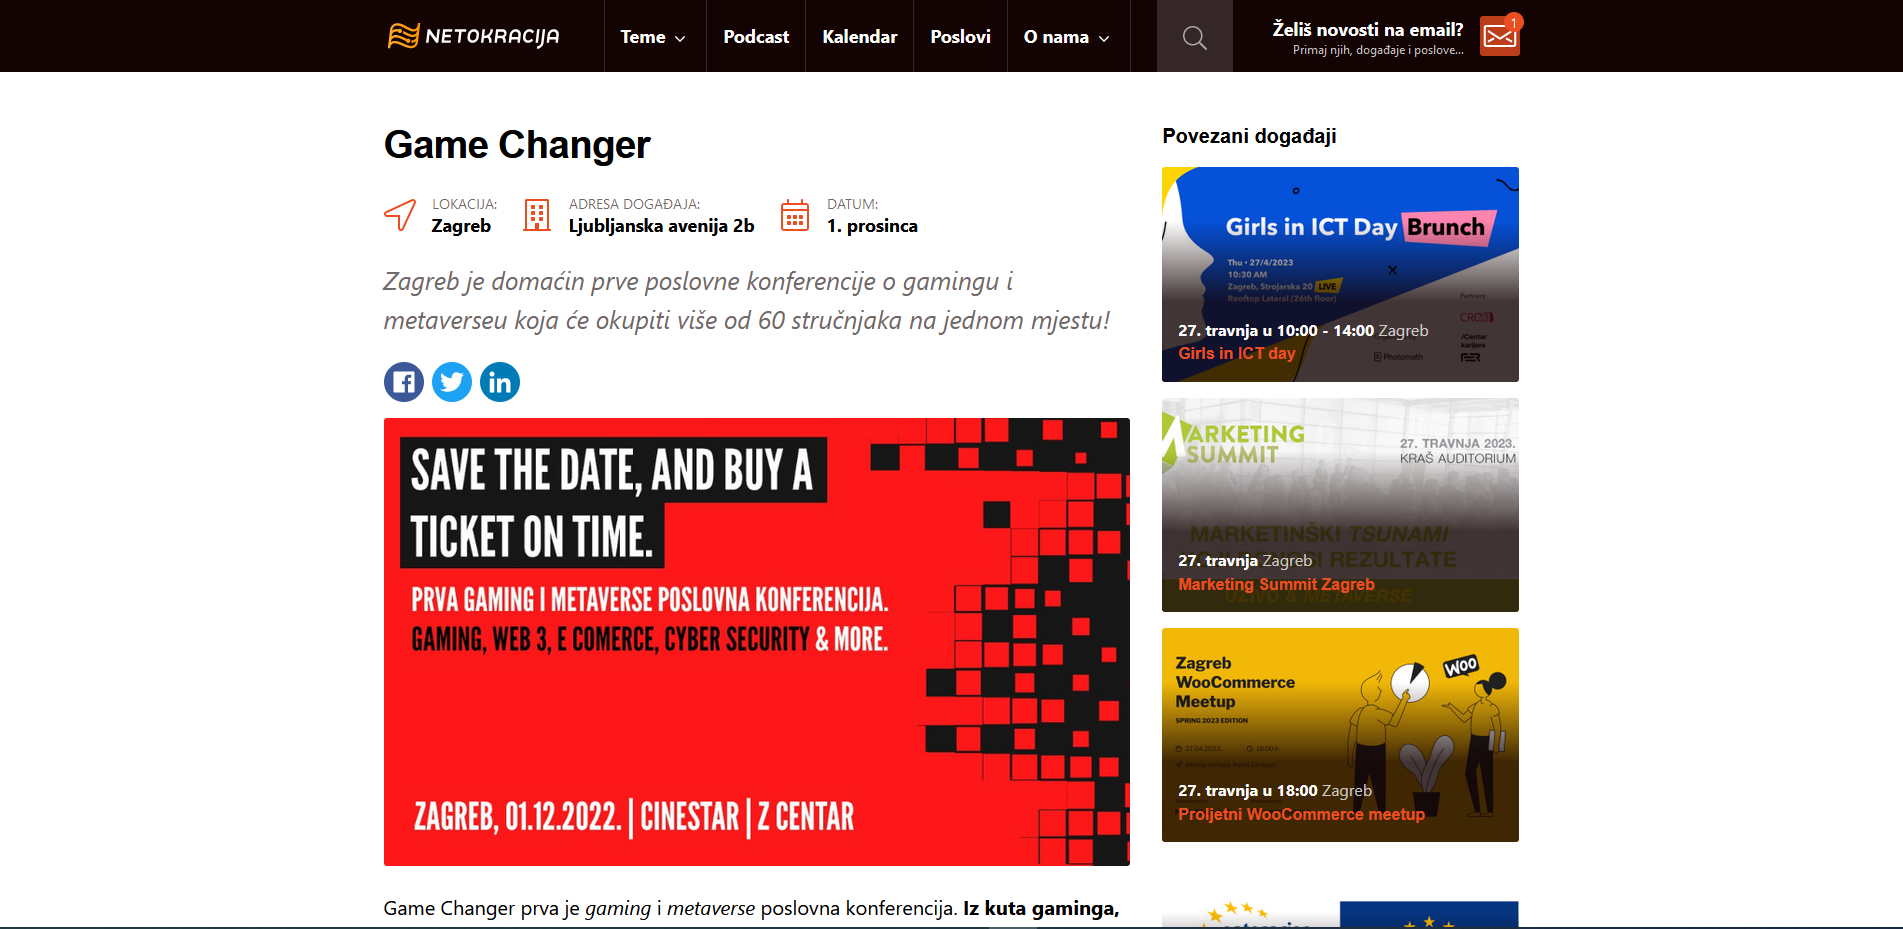 NETOKRACIJA
Teme
Podcast
Kalendar
Poslovi
O nama
Želiš novosti na email?
Primaj njih, događaje i poslove...
1
Game Changer
LOKACIJA:
Zagreb
ADRESA DOGAĐAJA:
Ljubljanska avenija 2b
DATUM:
1. prosinca
Zagreb je domaćin prve poslovne konferencije o gamingu i
metaverseu koja će okupiti više od 60 stručnjaka na jednom mjestu!
SAVE THE DATE, AND BUY A
TICKET ON TIME.
PRVA GAMING I METAVERSE POSLOVNA KONFERENCIJA.
GAMING, WEB 3, E COMERCE, CYBER SECURITY & MORE.
ZAGREB, 01.12.2022. | CINESTAR | Z CENTAR
Game Changer prva je gaming i metaverse poslovna konferencija. Iz kuta gaminga,
Povezani događaji
Girls in ICT Day Brunch
Thu • 27/4/2023
10:30 AM
Zagreb, Strojarska 20 LIVE
Rooftop Lateral (26th floor)
Partners
CROAI
/Center
karijera
Photomath
FER
27. travnja u 10:00 - 14:00 Zagreb
Girls in ICT day
MARKETING
SUMMIT
27. TRAVNJA 2023.
KRAŠ AUDITORIUM
MARKETINŠKI TSUNAMI
REZULTATE
UŽIVO & METAVERSE
27. travnja Zagreb
Marketing Summit Zagreb
Zagreb
WooCommerce
Meetup
SPRING 2023 EDITION
27.04.2023
18:00 h
WOO
27. travnja u 18:00 Zagreb
Proljetni WooCommerce meetup